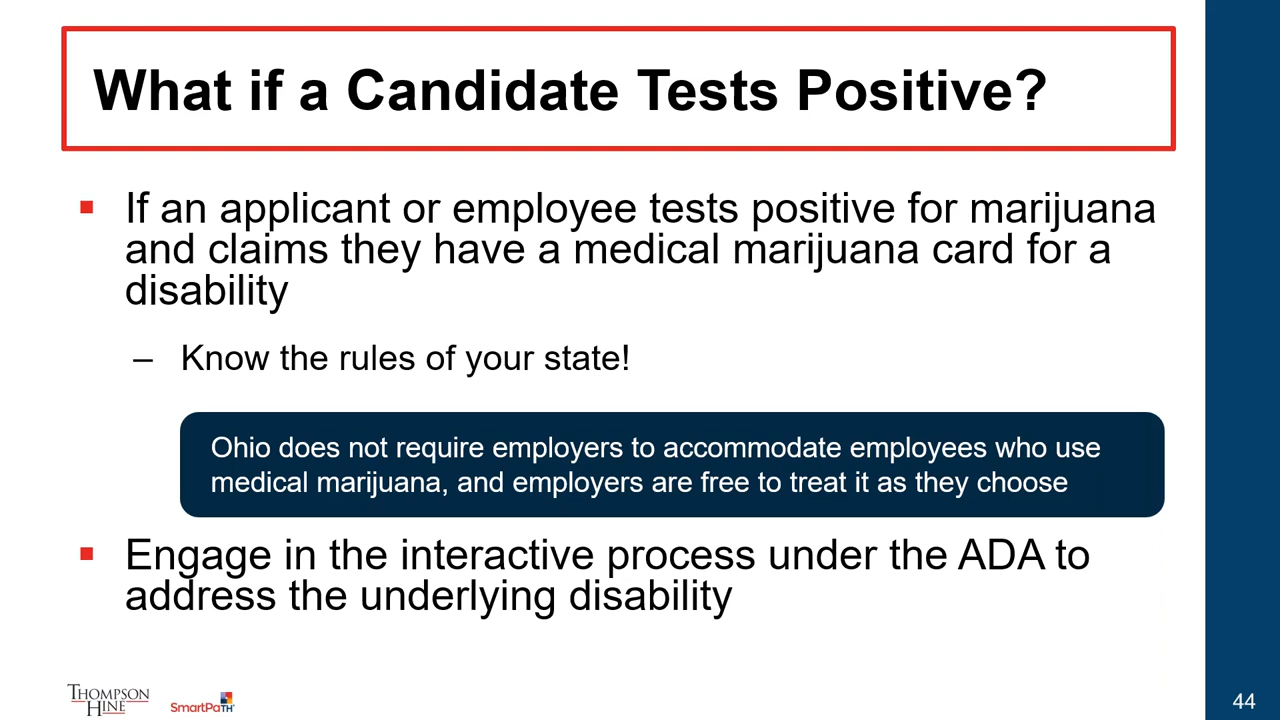 What if a Candidate Tests Positive?
▪ If an applicant or employee tests positive for marijuana
and claims they have a medical marijuana card for a
disability
– Know the rules of your state!
Ohio does not require employers to accommodate employees who use
medical marijuana, and employers are free to treat it as they choose
▪ Engage in the interactive process under the ADA to
address the underlying disability
THOMPSON
HINE
SmartPaTH
44